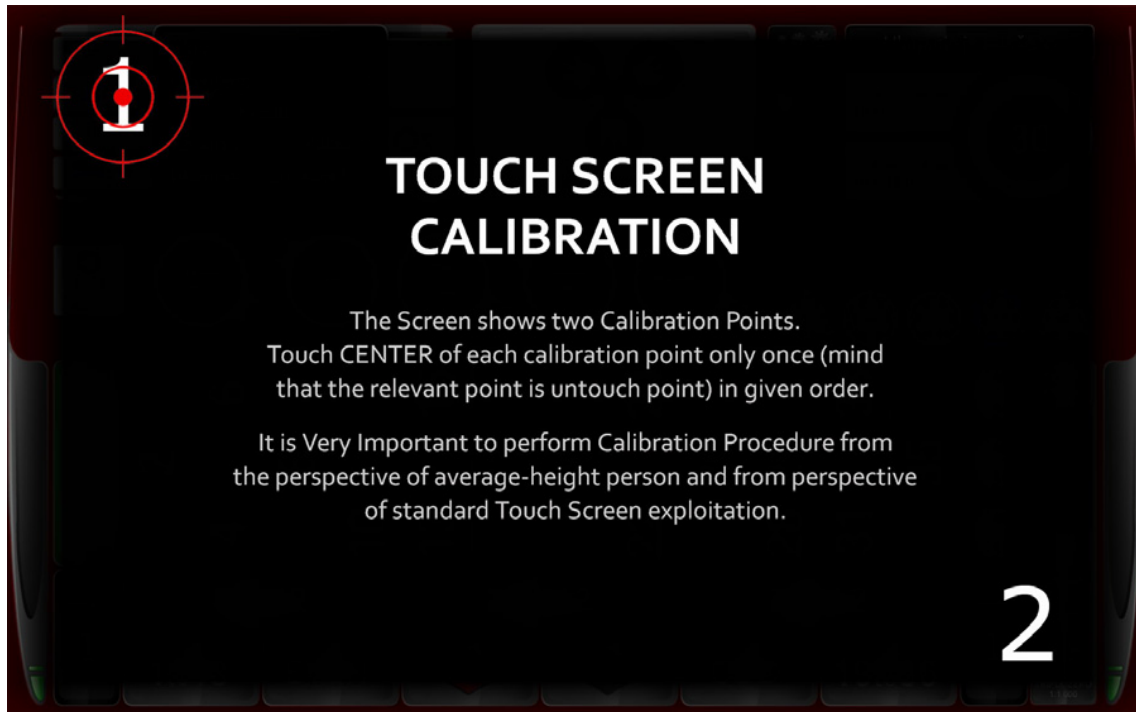 1
TOUCH SCREEN
CALIBRATION
The Screen shows two Calibration Points.
Touch CENTER of each calibration point only once (mind
that the relevant point is untouch point) in given order.
It is Very Important to perform Calibration Procedure from
the perspective of average-height person and from perspective
of standard Touch Screen exploitation.
2